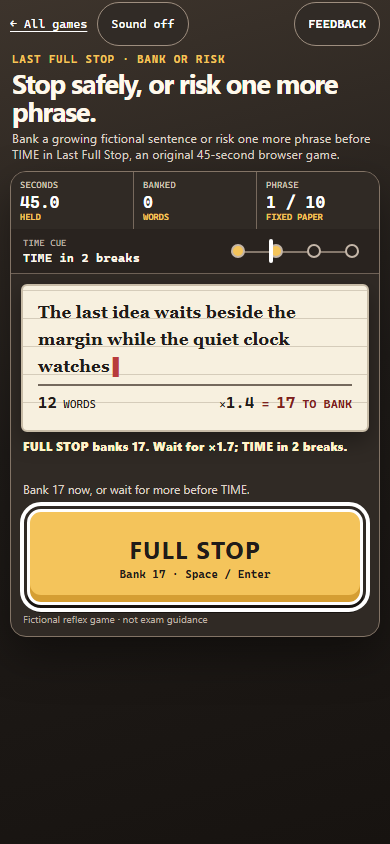 ← All games
Sound off
FEEDBACK
LAST FULL STOP · BANK OR RISK
Stop safely, or risk one more
phrase.
Bank a growing fictional sentence or risk one more phrase before
TIME in Last Full Stop, an original 45-second browser game.
SECONDS
45.0
HELD
BANKED
0
WORDS
PHRASE
1 / 10
FIXED PAPER
TIME CUE
TIME in 2 breaks
The last idea waits beside the
margin while the quiet clock
watches
12 WORDS
×1.4 = 17 TO BANK
FULL STOP banks 17. Wait for ×1.7; TIME in 2 breaks.
Bank 17 now, or wait for more before TIME.
FULL STOP
Bank 17 · Space / Enter
Fictional reflex game · not exam guidance